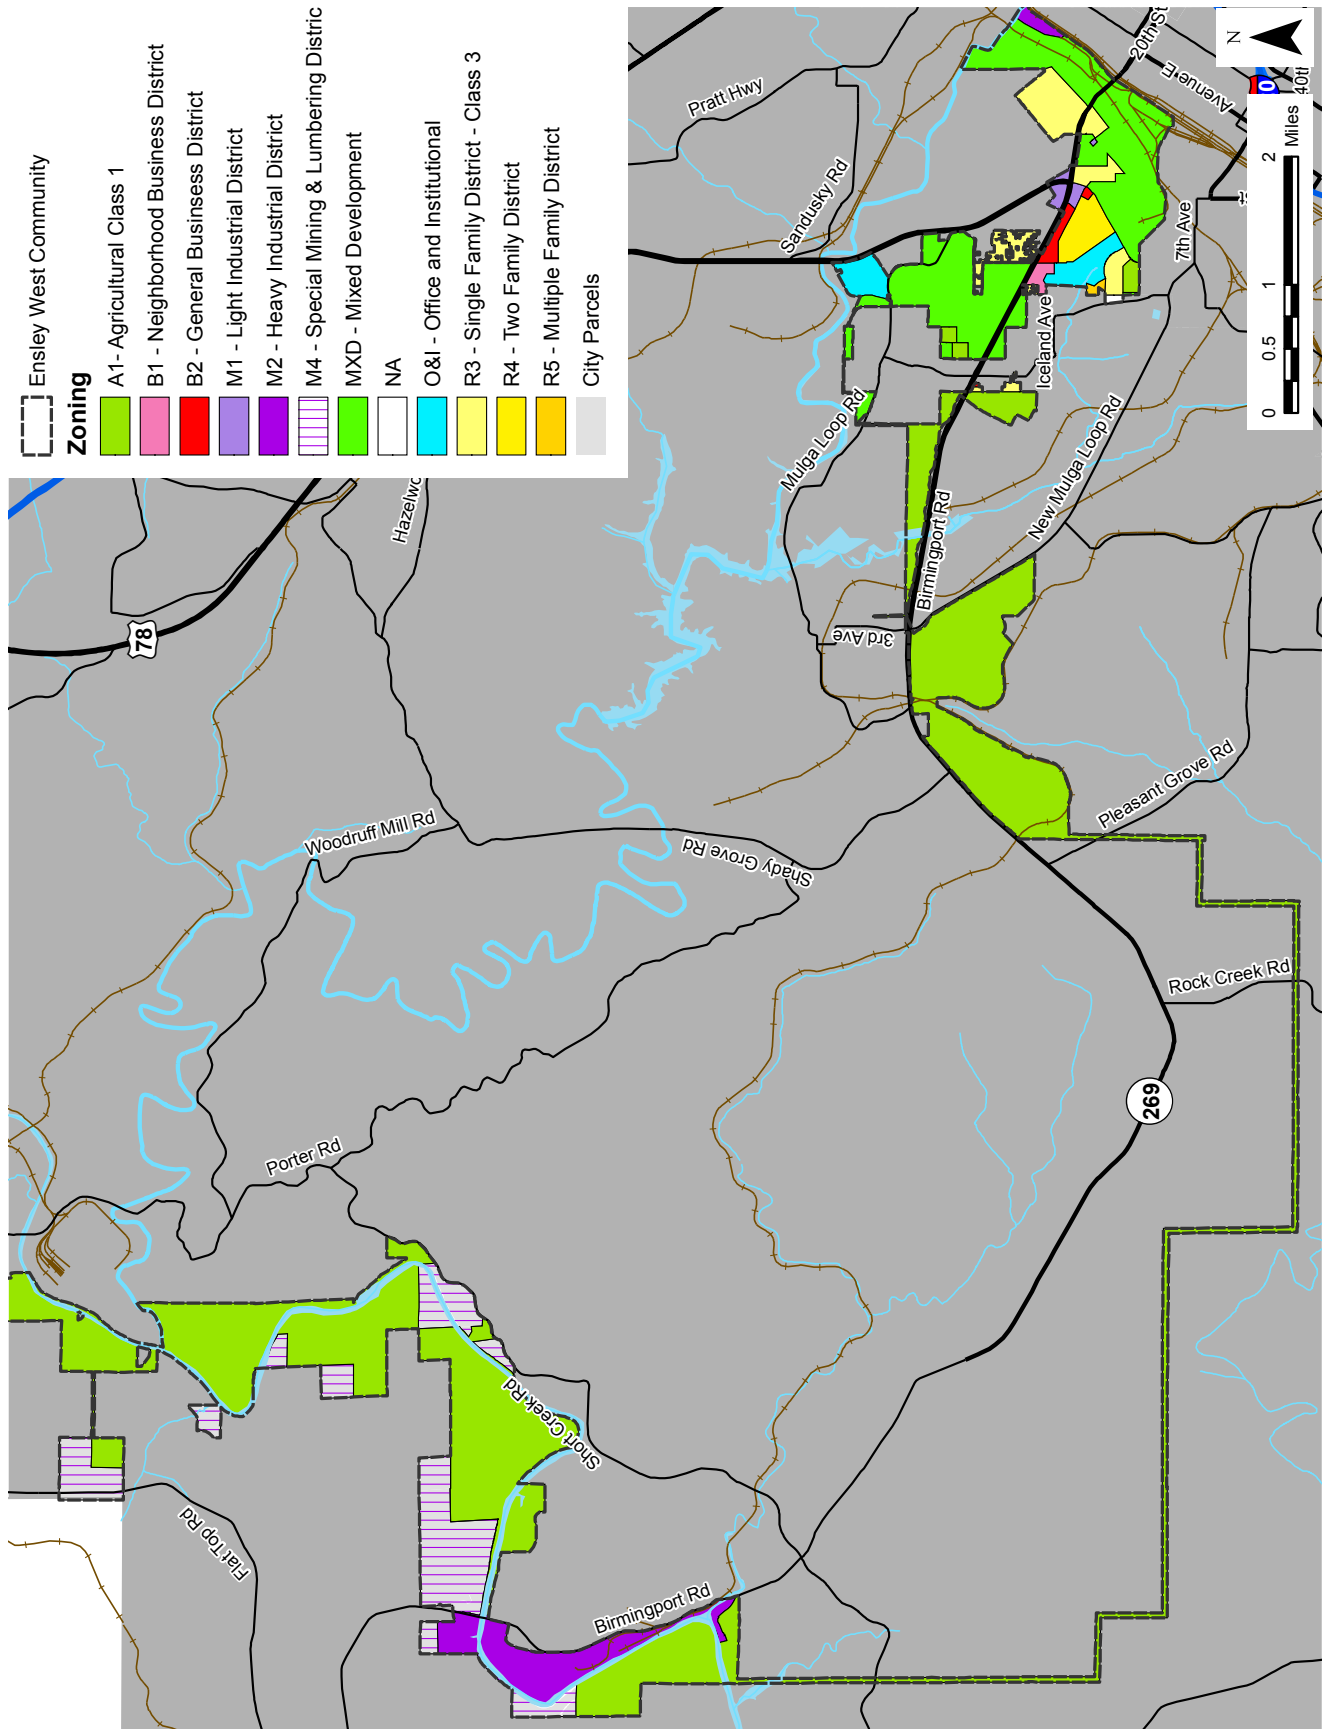 Ensley West Community
Zoning
A1 - Agricultural Class 1
B1 - Neighborhood Business District
B2 - General Business District
M1 - Light Industrial District
M2 - Heavy Industrial District
M4 - Special Mining & Lumbering Distric
MXD - Mixed Development
NA
O&I - Office and Institutional
R3 - Single Family District - Class 3
R4 - Two Family District
R5 - Multiple Family District
City Parcels
Pratt Hwy
Sandusky Rd
20th St
Avenue E
40th
N
0
0 0.5 1 2
Miles
7th Ave
Iceland Ave
Mulga Loop Rd
New Mulga Loop Rd
Birmingport Rd
3rd Ave
Hazelwo
78
Woodruff Mill Rd
Shady Grove Rd
Pleasant Grove Rd
Rock Creek Rd
269
Porter Rd
Short Creek Rd
Flat Top Rd
Birmingport Rd